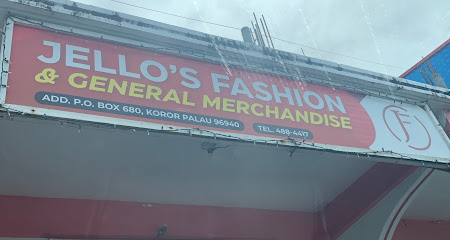 JELLO'S FASHION
& GENERAL MERCHANDISE
ADD. P.O. BOX 680, KOROR PALAU 96940
TEL. 488-4417